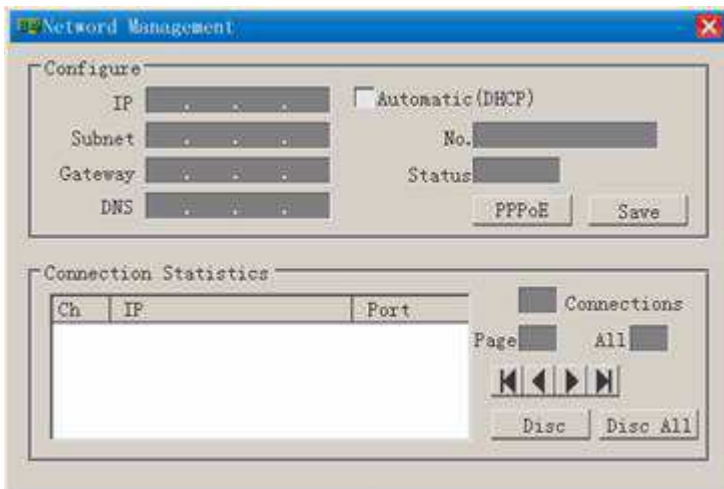 Netword Management
Configure
IP . . .
Automatic(DHCP)
Subnet . . .
No.
Gateway . . .
Status
DNS . . .
PPPoE
Save
Connection Statistics
Ch IP Port
Connections
Page All
Disc Disc All